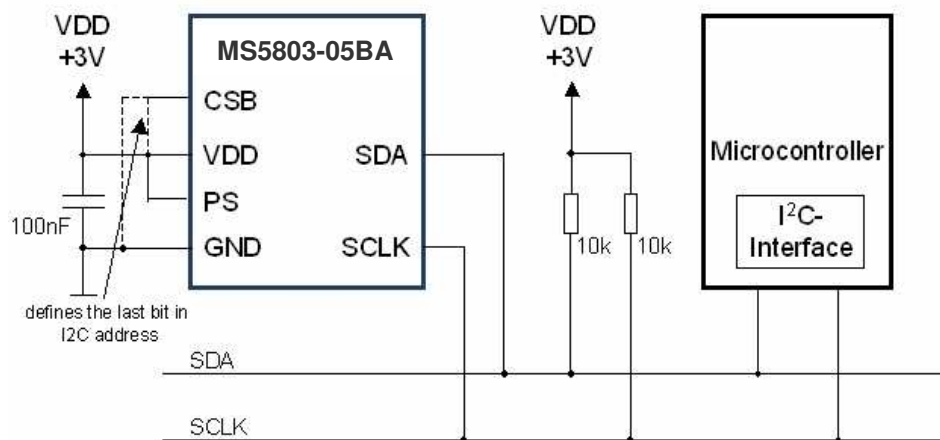 VDD
+3V
100nF
MS5803-05BA
CSB
VDD
PS
GND
SDA
SCLK
defines the last bit in
I2C address
VDD
+3V
10k
10k
Microcontroller
I²C-
Interface
SDA
SCLK